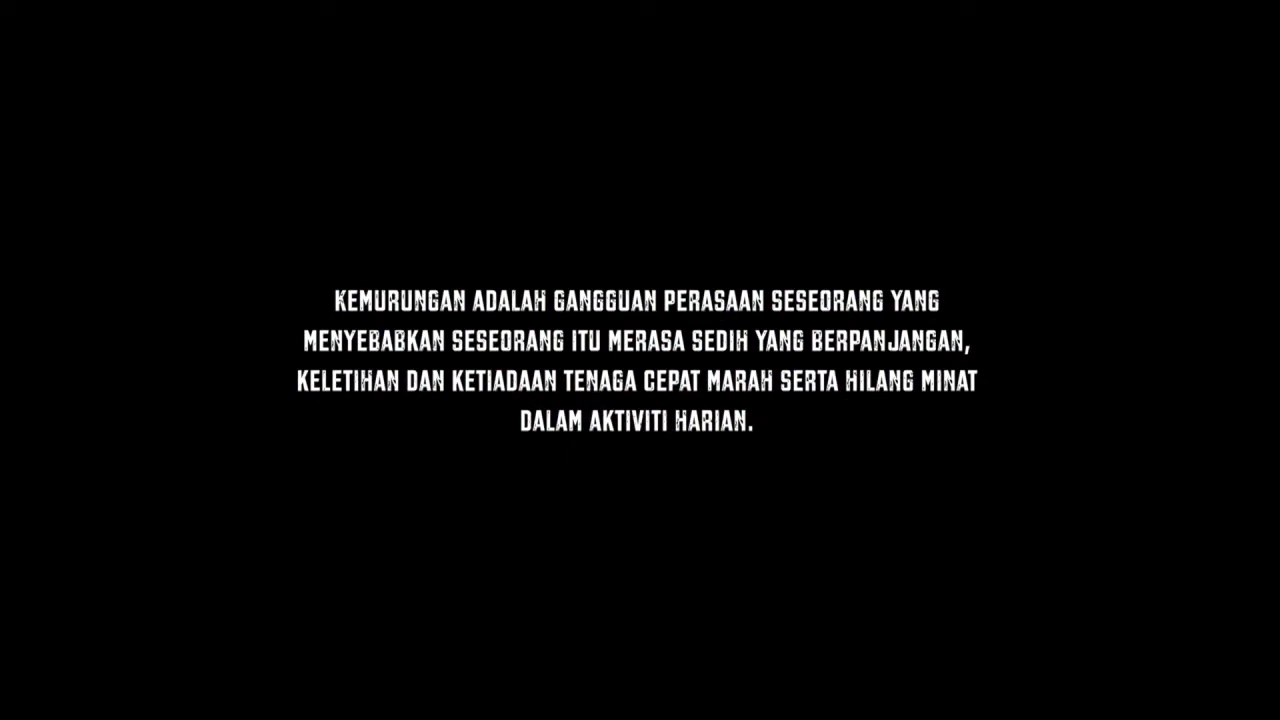 KEMURUNGAN ADALAH GANGGUAN PERASAAN SESEORANG YANG
MENYEBABKAN SESEORANG ITU MERASA SEDIH YANG BERPANJANGAN,
KELETIHAN DAN KETIADAAN TENAGA CEPAT MARAH SERTA HILANG MINAT
DALAM AKTIVITI HARIAN.